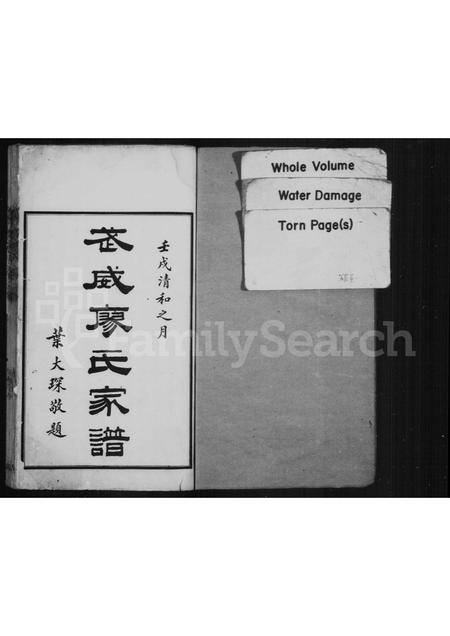 壬戌清和之月
武威廖氏家譜
葉大琛敬題
Whole Volume
Water Damage
Torn Page(s)
FamilySearch